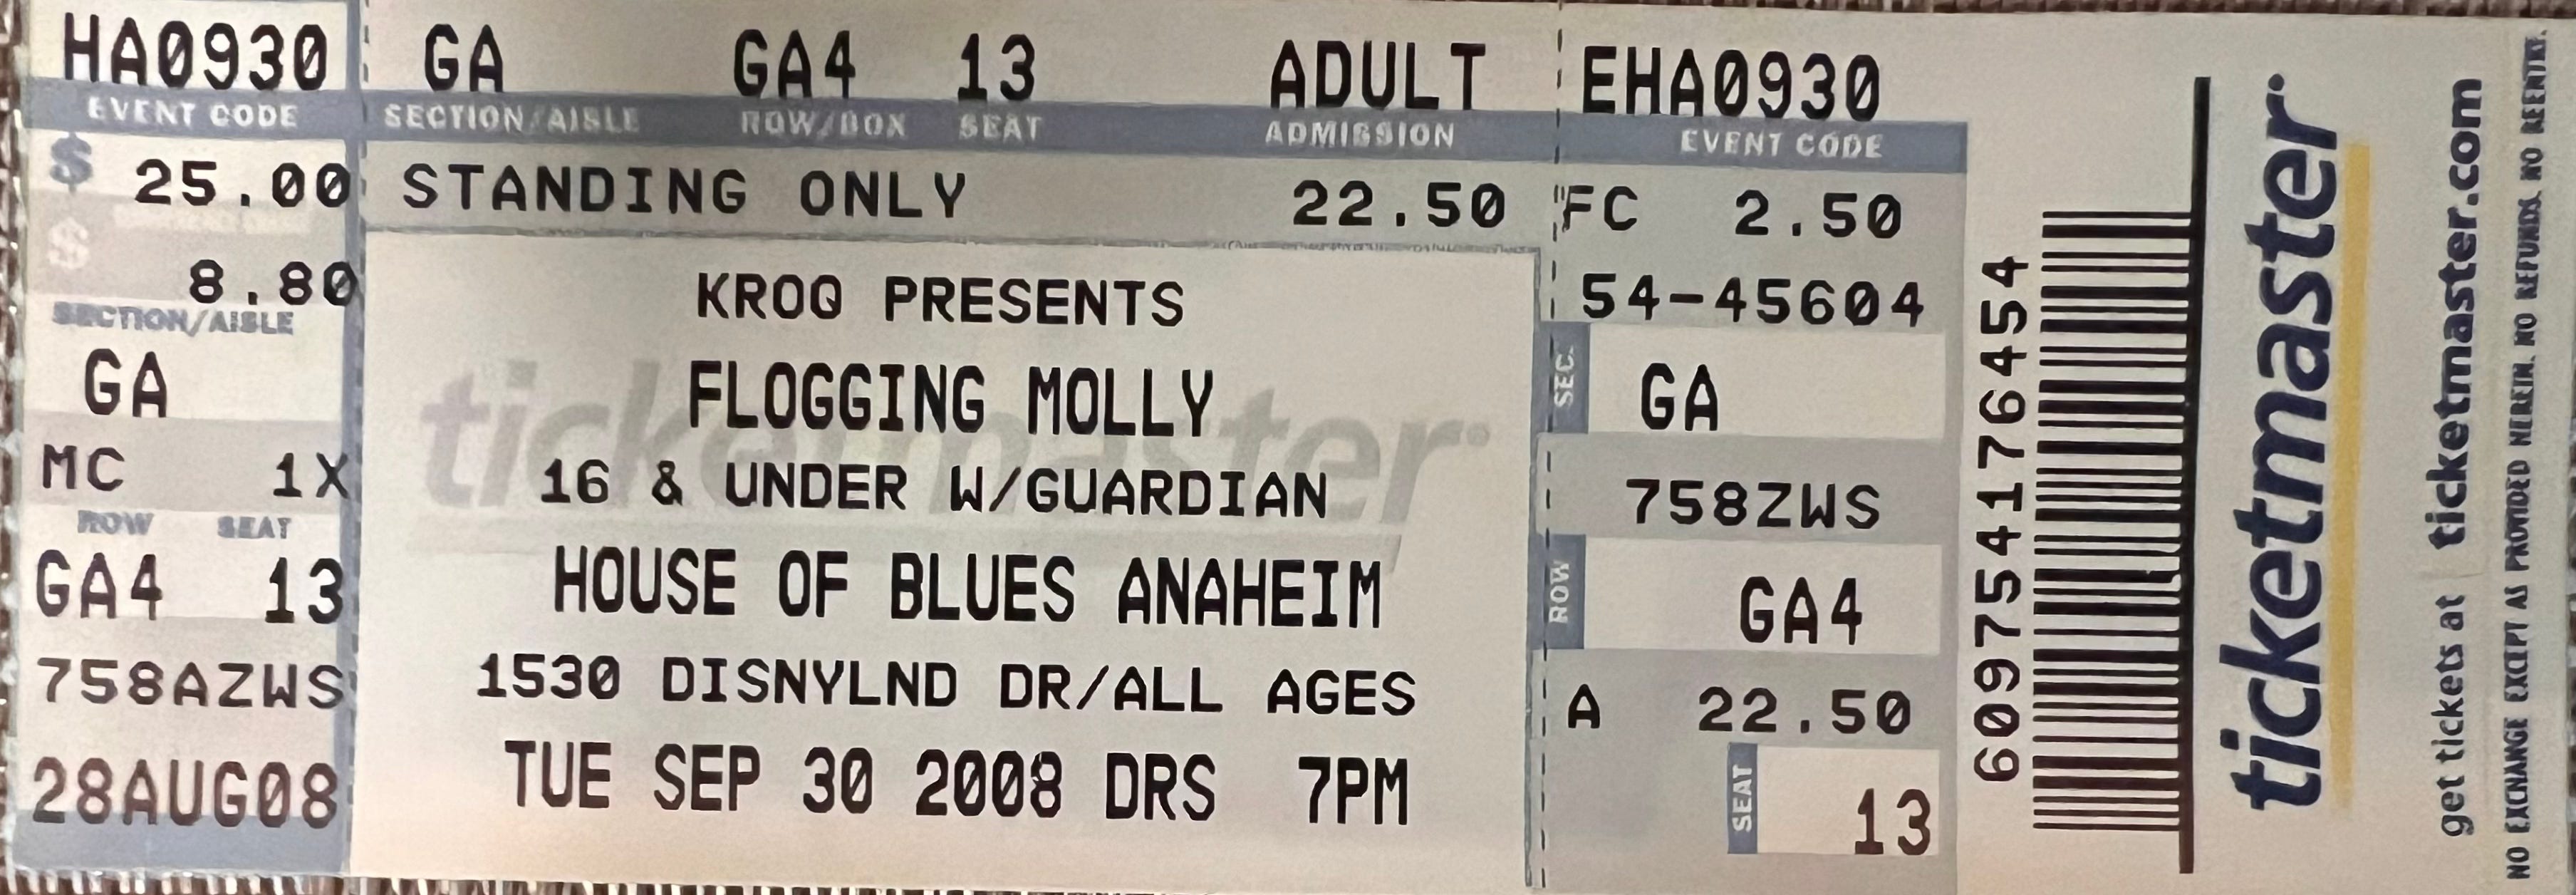 HA0930
EVENT CODE
$ 25.00
$ 8.80
SECTION/AISLE
GA
MC 1X
ROW SEAT
GA4 13
758AZWS
28AUG08
GA GA4 13 ADULT
SECTION/AISLE ROW/BOX SEAT ADMISSION
STANDING ONLY 22.50
KROQ PRESENTS
FLOGGING MOLLY
16 & UNDER W/GUARDIAN
HOUSE OF BLUES ANAHEIM
1530 DISNYLND DR/ALL AGES
TUE SEP 30 2008 DRS 7PM
ticketmaster
EHA0930
EVENT CODE
FC 2.50
54-45604
SEC. GA
758ZWS
ROW GA4
A 22.50
SEAT 13
609754176454
ticketmaster
get tickets at ticketmaster.com
NO EXCHANGE EXCEPT AS PROVIDED HEREIN. NO REFUNDS. NO REENTRY.